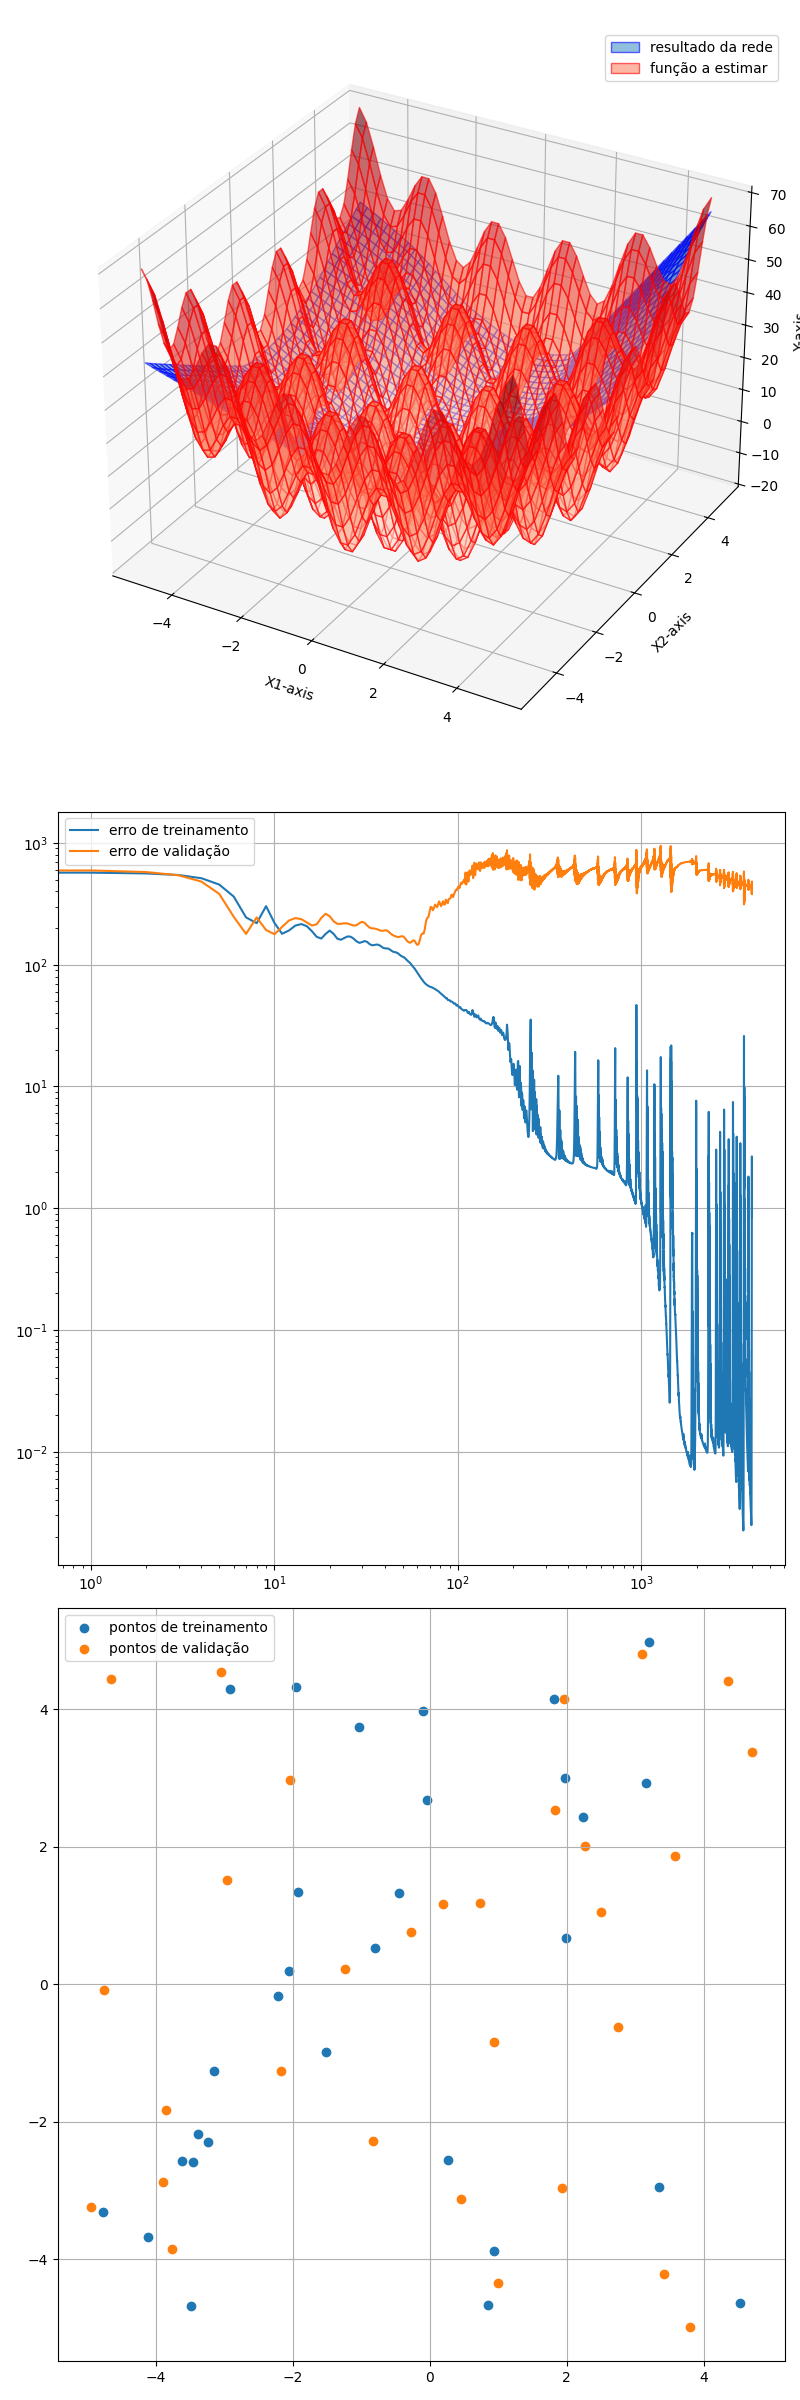 resultado da rede
função a estimar
70
60
50
40
30
20
10
0
−10
−20
Y-axis
−4
−2
0
2
4
X1-axis
−4
−2
0
2
4
X2-axis
erro de treinamento
erro de validação
10³
10²
10¹
10⁰
10⁻¹
10⁻²
10⁰ 10¹ 10² 10³
pontos de treinamento
pontos de validação
4
2
0
−2
−4
−4 −2 0 2 4